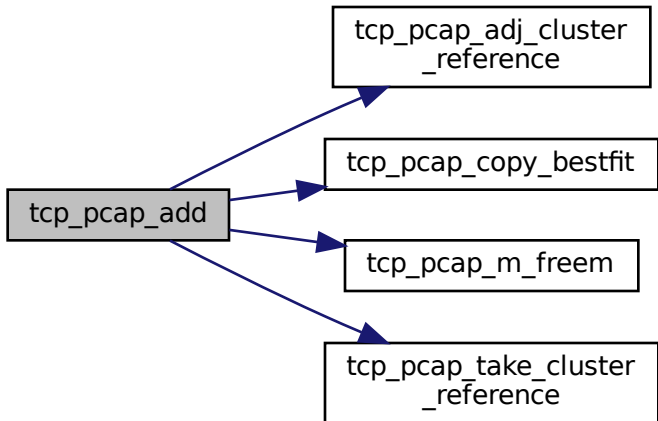 tcp_pcap_adj_cluster
_reference
tcp_pcap_copy_bestfit
tcp_pcap_add
tcp_pcap_m_freem
tcp_pcap_take_cluster
_reference